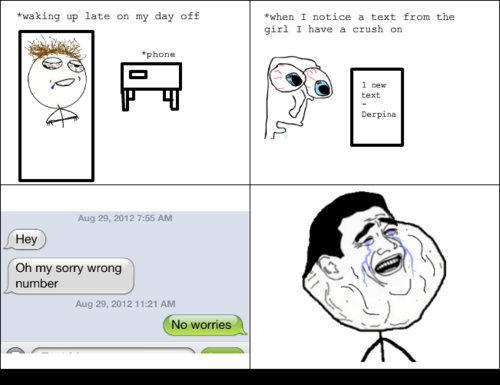 *waking up late on my day off
*phone
*when I notice a text from the
girl I have a crush on
1 new
text
-
Derpina
Aug 29, 2012 7:55 AM
Hey
Oh my sorry wrong
number
Aug 29, 2012 11:21 AM
No worries